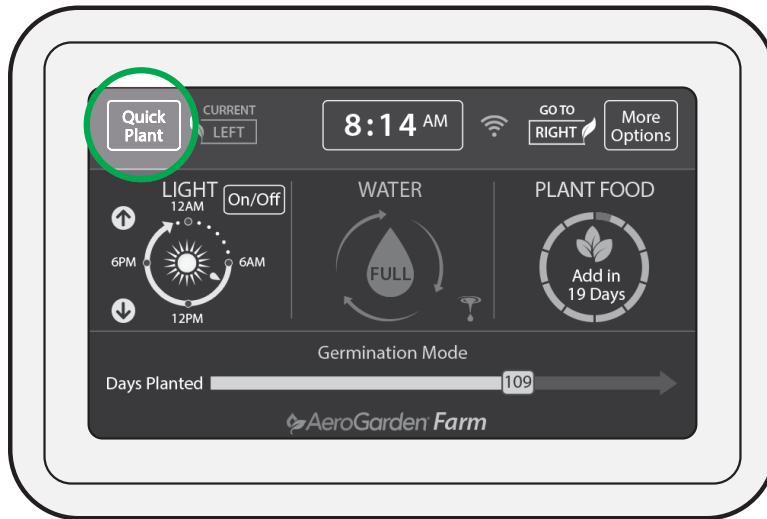 Quick
Plant
CURRENT
LEFT
8:14 AM
GO TO
RIGHT
More
Options
LIGHT
On/Off
12AM
6PM
6AM
12PM
WATER
FULL
PLANT FOOD
Add in
19 Days
Germination Mode
Days Planted
109
AeroGarden Farm